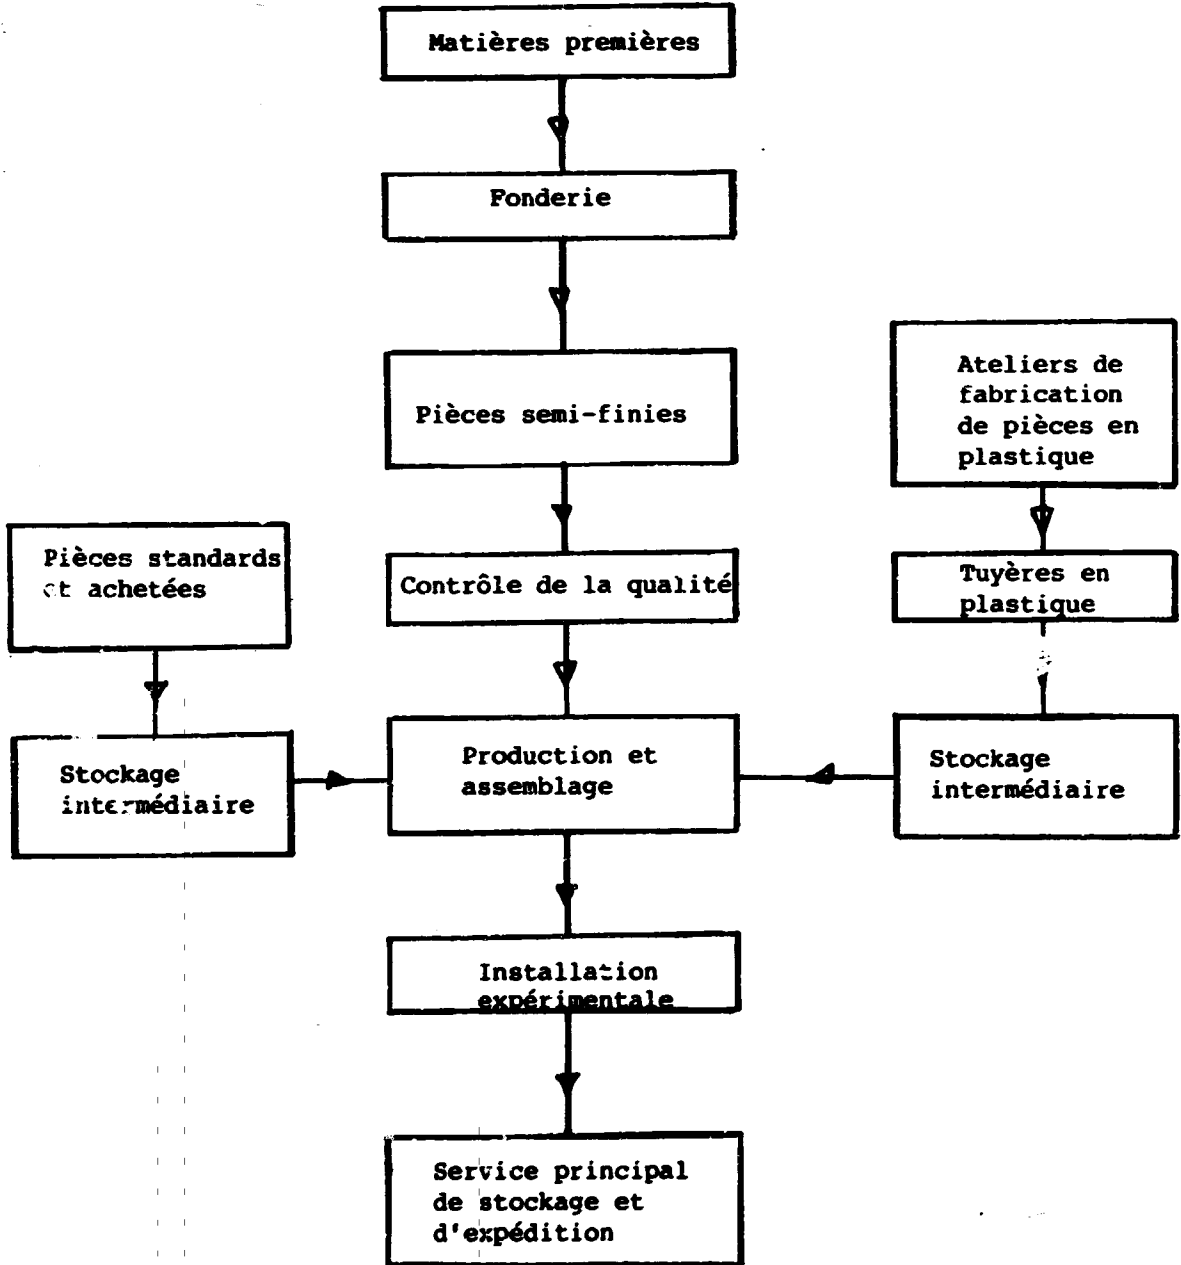 Matières premières
Fonderie
Pièces semi-finies
Ateliers de
fabrication
de pièces en
plastique
Pièces standards
et achetées
Contrôle de la qualité
Tuyères en
plastique
Stockage
intermédiaire
Production et
assemblage
Stockage
intermédiaire
Installation
expérimentale
Service principal
de stockage et
d'expédition